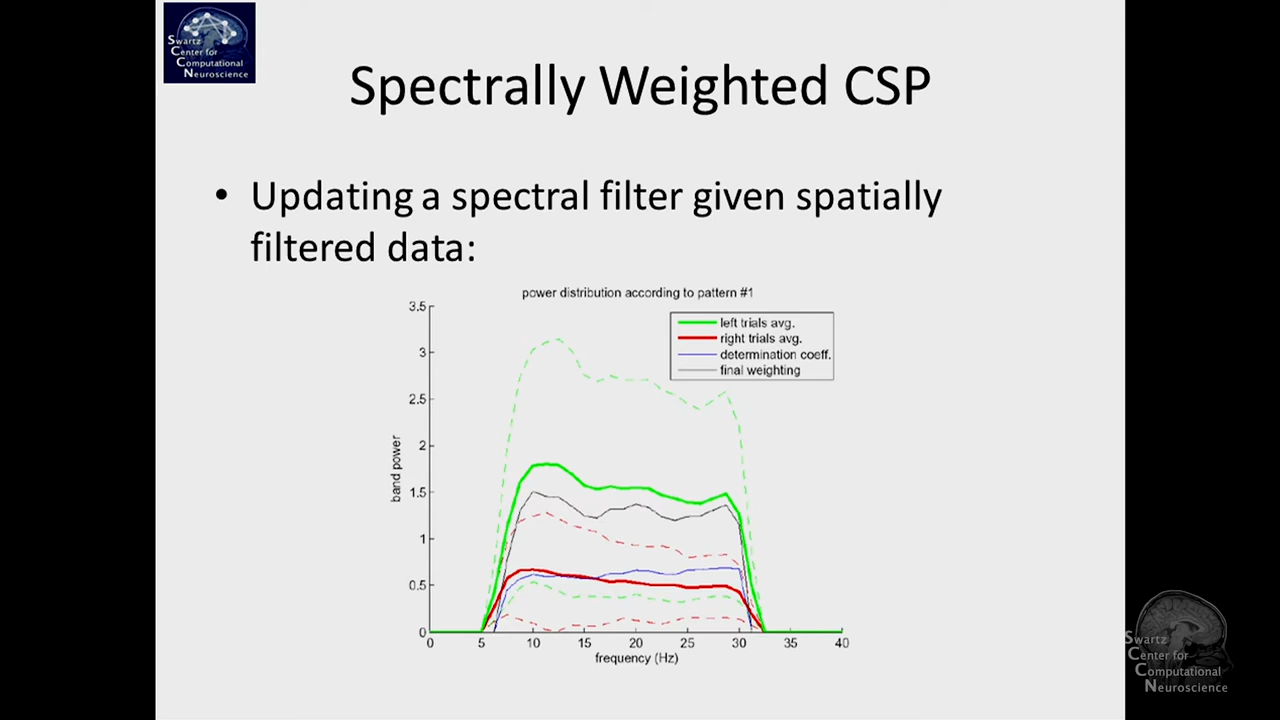 Swartz
Center for
Computational
Neuroscience
Spectrally Weighted CSP
• Updating a spectral filter given spatially
filtered data:
power distribution according to pattern #1
left trials avg.
right trials avg.
determination coeff.
final weighting
band power
3.5
3
2.5
2
1.5
1
0.5
0
0 5 10 15 20 25 30 35 40
frequency (Hz)
Swartz
Center for
Computational
Neuroscience